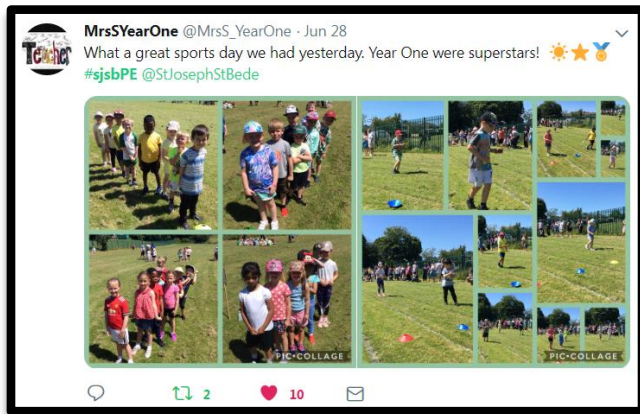 MrsSYearOne @MrsS_YearOne · Jun 28
Teacher
What a great sports day we had yesterday. Year One were superstars!
#sjsbPE @StJosephStBede
PIC•COLLAGE
PIC•COLLAGE
2
10